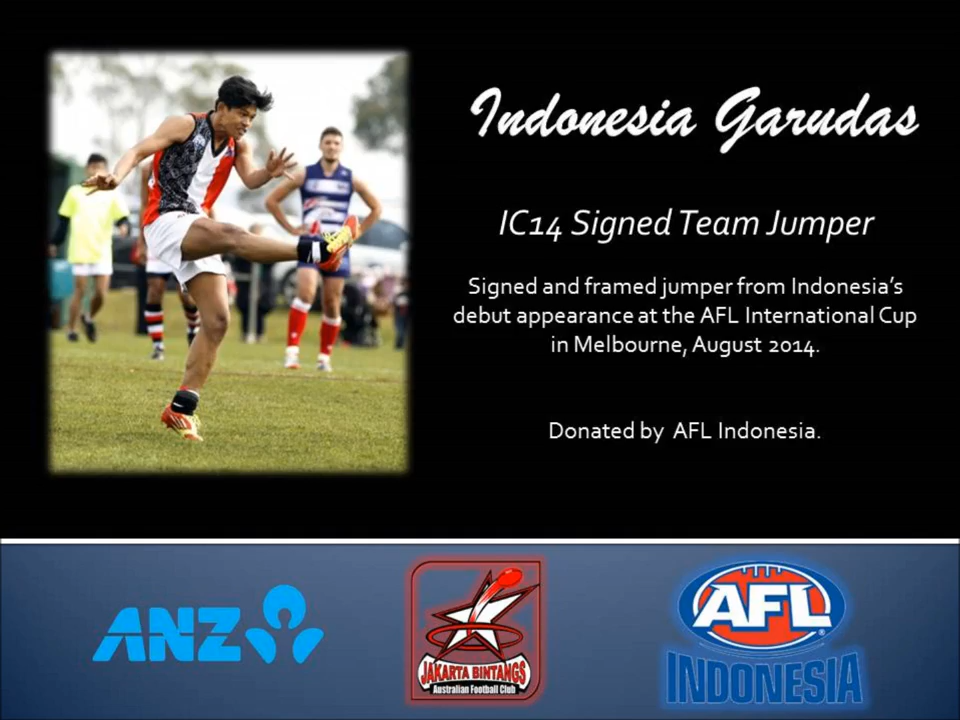 Indonesia Garudas
IC14 Signed Team Jumper
Signed and framed jumper from Indonesia's
debut appearance at the AFL International Cup
in Melbourne, August 2014.
Donated by AFL Indonesia.
ANZ
JAKARTA BINTANGS
Australian Football Club
AFL
®
INDONESIA